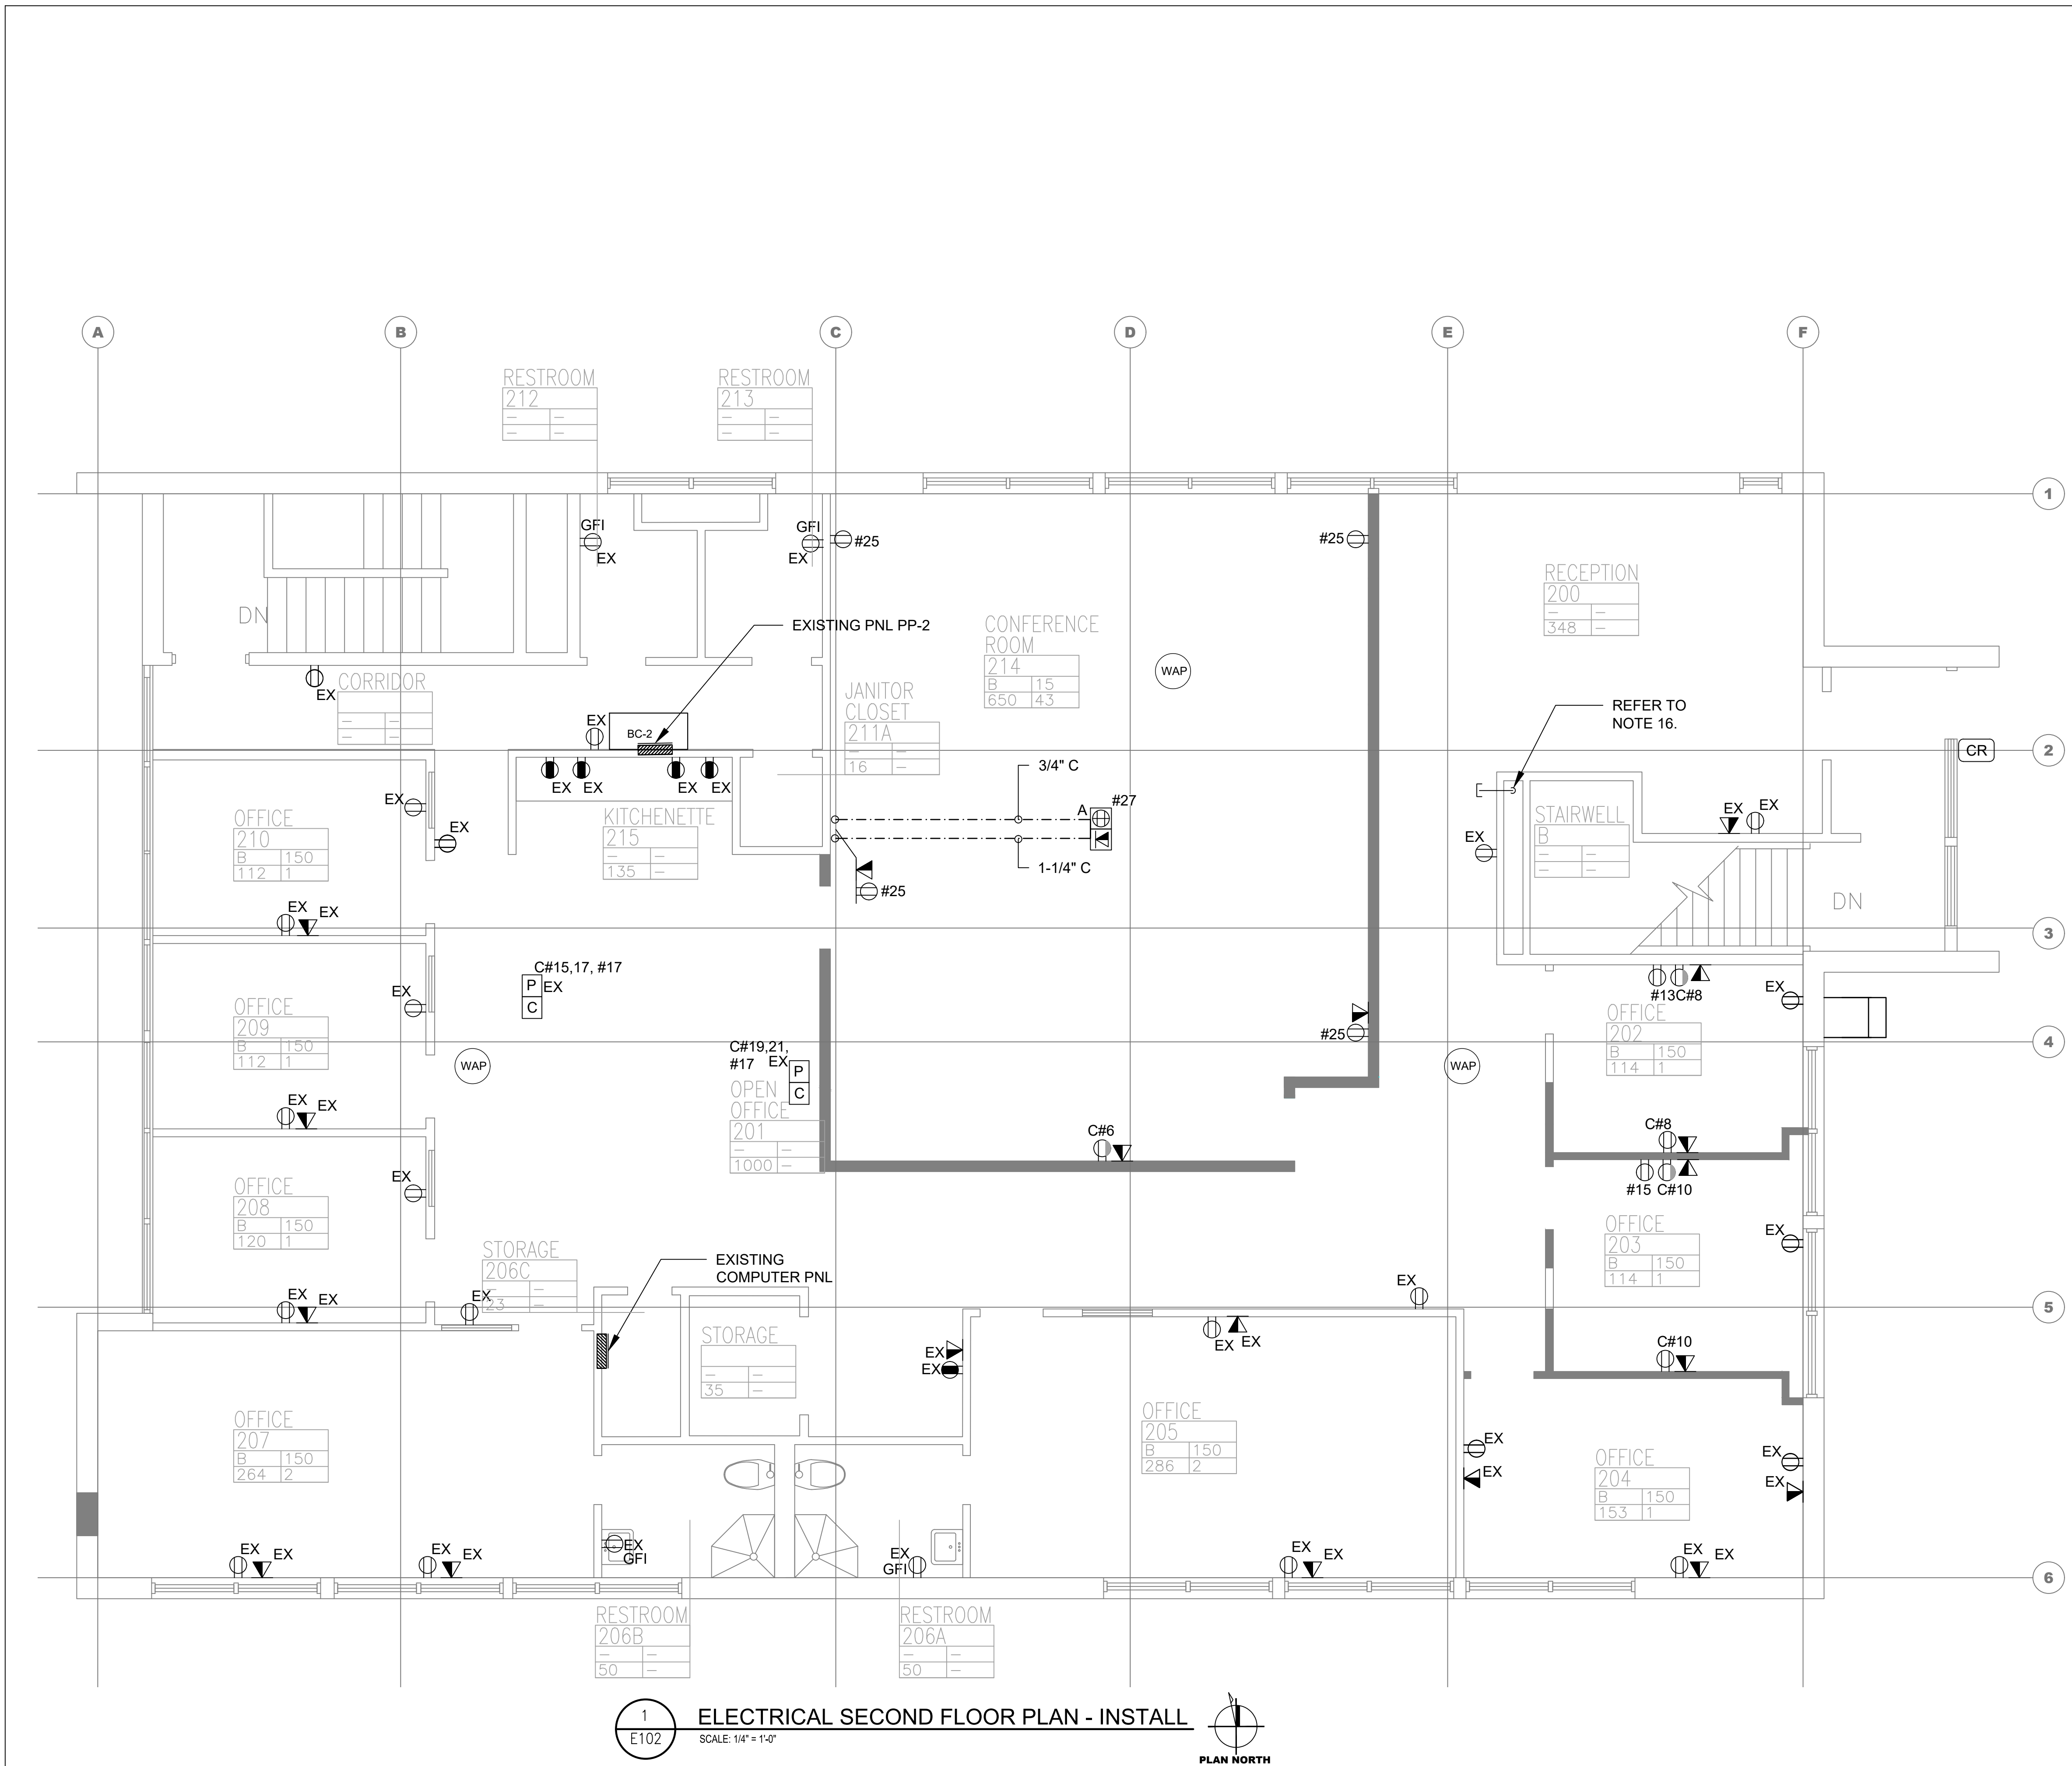 A
B
C
D
E
F
RESTROOM
212
— —
— —
RESTROOM
213
— —
— —
1
GFI
EX
GFI
EX
#25
#25
RECEPTION
200
— —
348 —
DN
EXISTING PNL PP-2
CONFERENCE
ROOM
214
B 15
650 43
WAP
CORRIDOR
— —
— —
EX
JANITOR
CLOSET
211A
— —
16 —
REFER TO
NOTE 16.
EX
BC-2
CR
2
3/4" C
EX EX EX EX
#27
A
EX
EX
OFFICE
210
B 150
112 1
KITCHENETTE
215
— —
135 —
STAIRWELL
B
— —
— —
EX EX
EX
1-1/4" C
#25
DN
EX EX
3
C#15,17, #17
P
EX
C
EX
#13
C#8
EX
OFFICE
209
B 150
112 1
OFFICE
202
B 150
114 1
#25
4
WAP
C#19,21,
#17 EX
P
C
WAP
OPEN
OFFICE
201
— —
1000 —
EX EX
C#6
C#8
#15 C#10
EX
OFFICE
208
B 150
120 1
OFFICE
203
B 150
114 1
EX
STORAGE
206C
— —
23 —
EX
EXISTING
COMPUTER PNL
EX
5
EX EX
STORAGE
— —
35 —
EX
EX
EX EX
C#10
OFFICE
207
B 150
264 2
OFFICE
205
B 150
286 2
EX
EX
OFFICE
204
B 150
153 1
EX
EX
EX EX
EX EX
EX
GFI
EX
GFI
EX EX
EX EX
6
RESTROOM
206B
— —
50 —
RESTROOM
206A
— —
50 —
1
E102
ELECTRICAL SECOND FLOOR PLAN - INSTALL
SCALE: 1/4" = 1'-0"
PLAN NORTH